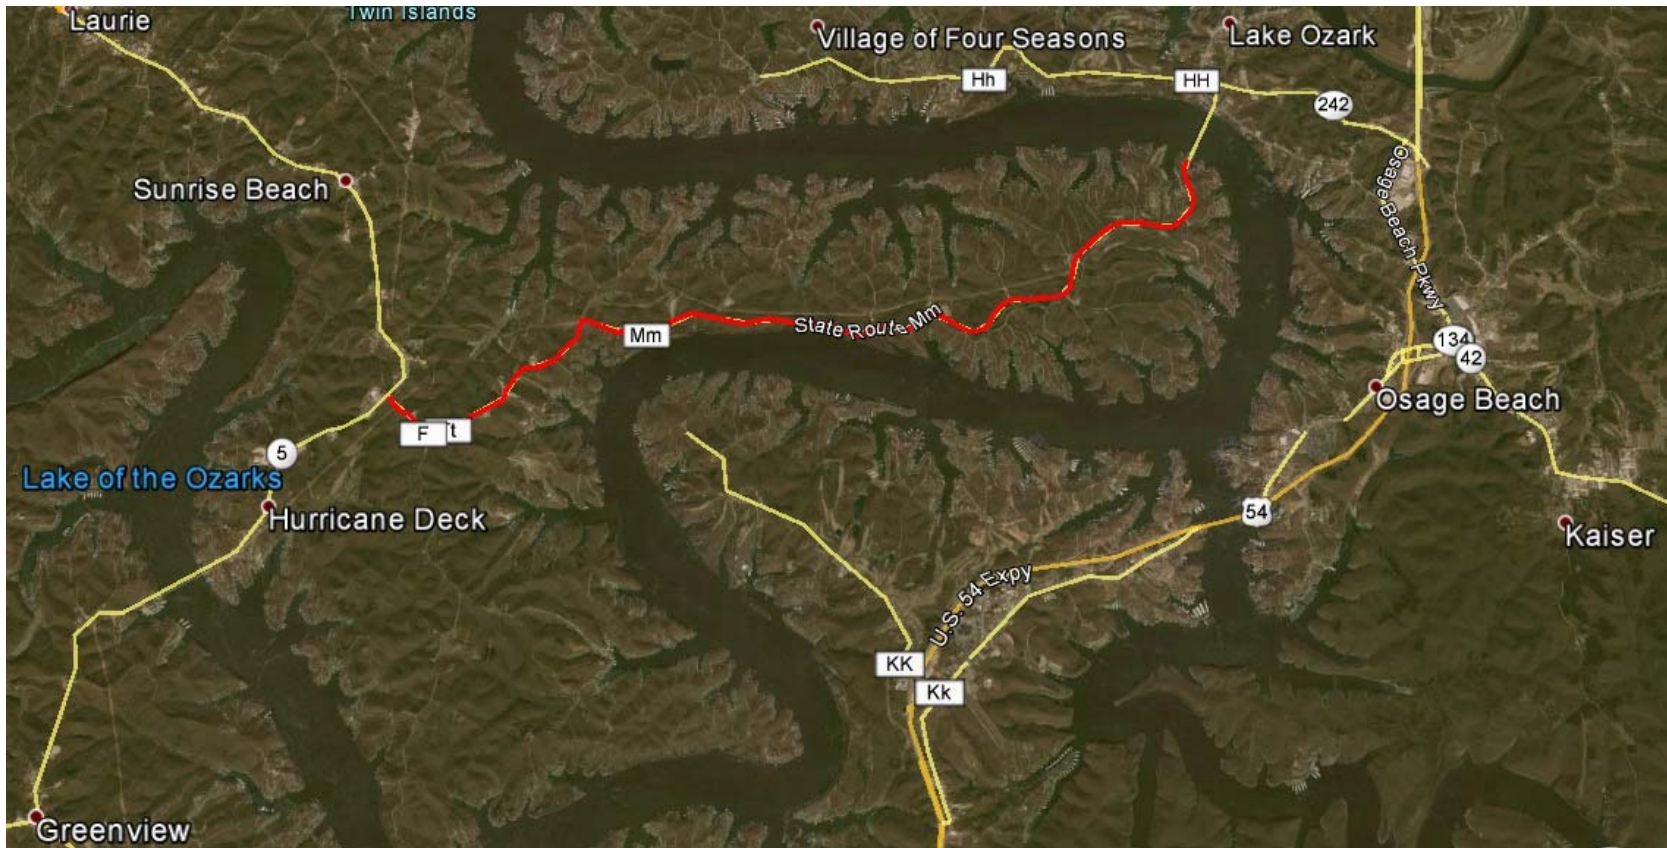 Laurie
Twin Islands
Village of Four Seasons
Lake Ozark
Hh
HH
242
Sunrise Beach
Osage Beach Pkwy
State Route Mm
Mm
134
42
Osage Beach
F
t
5
Lake of the Ozarks
Hurricane Deck
54
Kaiser
U.S. 54 Expy
KK
Kk
Greenview